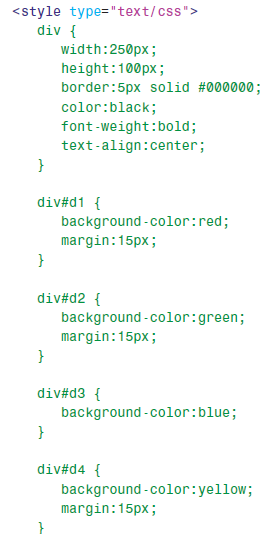 <style type="text/css">
div {
width:250px;
height:100px;
border:5px solid #000000;
color:black;
font-weight:bold;
text-align:center;
}
div#d1 {
background-color:red;
margin:15px;
}
div#d2 {
background-color:green;
margin:15px;
}
div#d3 {
background-color:blue;
}
div#d4 {
background-color:yellow;
margin:15px;
}